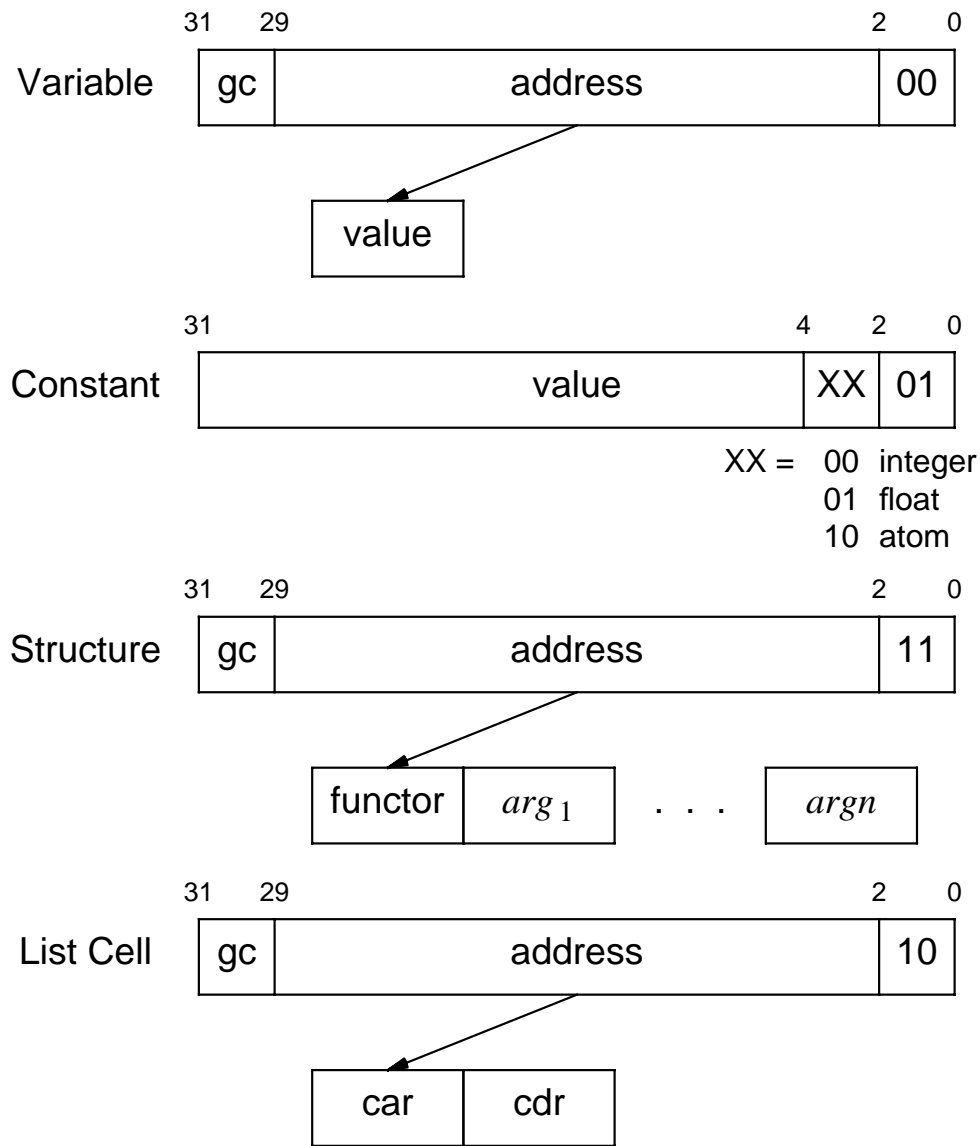 31 29 2 0
Variable gc address 00
value
31 4 2 0
Constant value XX 01
XX = 00 integer
01 float
10 atom
31 29 2 0
Structure gc address 11
functor arg 1 . . . argn
31 29 2 0
List Cell gc address 10
car cdr